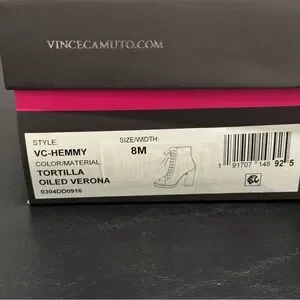 VINCECAMUTO.COM
STYLE:
VC-HEMMY
COLOR/MATERIAL
TORTILLA
OILED VERONA
0304DD0916
SIZE/WIDTH:
8M
1 91707 148 92 5